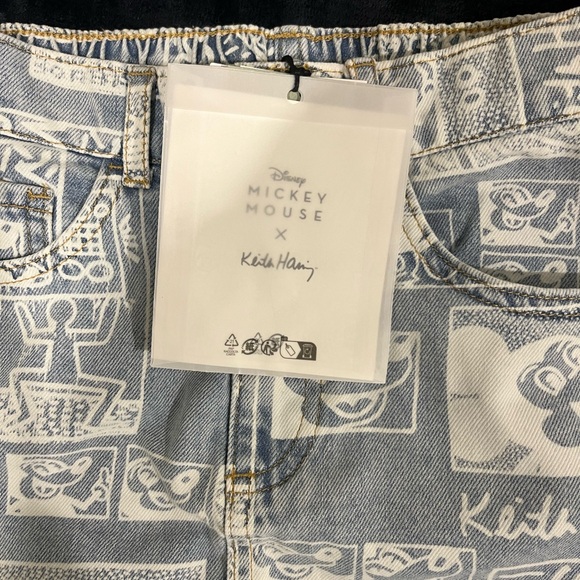 Disney
MICKEY
MOUSE
X
Keith Haring
Keith